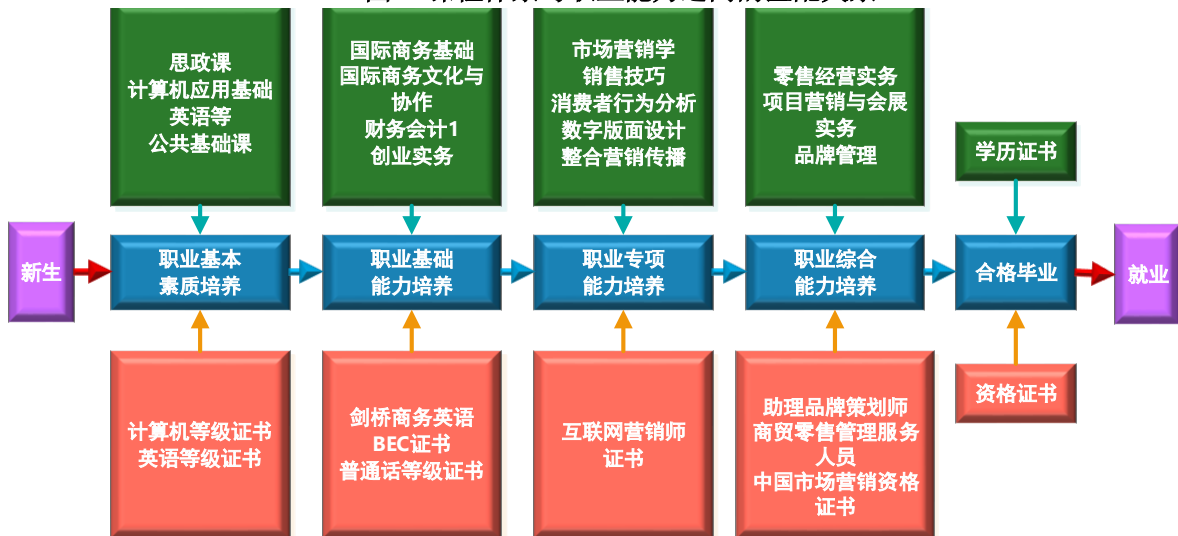 思政课
计算机应用基础
英语等
公共基础课
国际商务基础
国际商务文化与
协作
财务会计1
创业实务
市场营销学
销售技巧
消费者行为分析
数字版面设计
整合营销传播
零售经营实务
项目营销与会展
实务
品牌管理
学历证书
新生
职业基本
素质培养
职业基础
能力培养
职业专项
能力培养
职业综合
能力培养
合格毕业
就业
计算机等级证书
英语等级证书
剑桥商务英语
BEC证书
普通话等级证书
互联网营销师
证书
助理品牌策划师
商贸零售管理服务
人员
中国市场营销资格
证书
资格证书